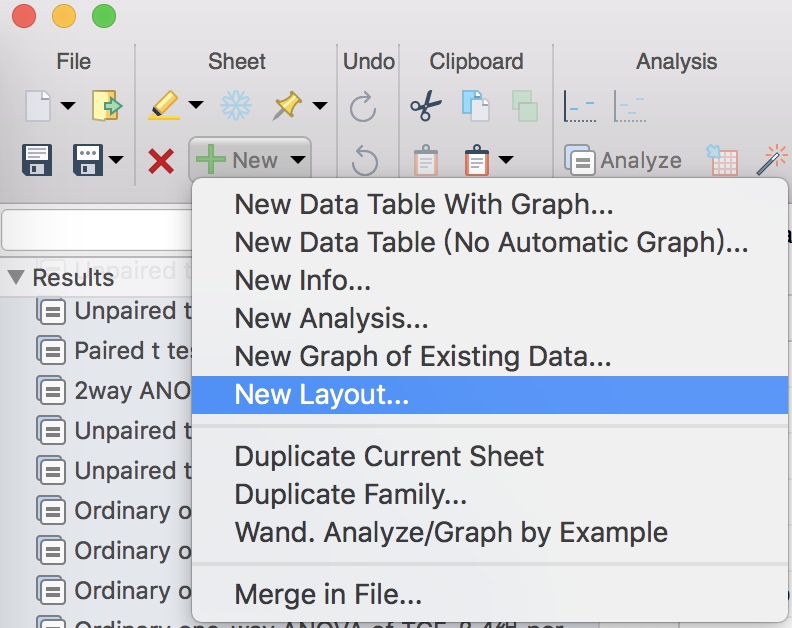 File
Sheet
Undo
Clipboard
Analysis
New
Analyze
New Data Table With Graph...
New Data Table (No Automatic Graph)...
New Info...
New Analysis...
New Graph of Existing Data...
New Layout...
Duplicate Current Sheet
Duplicate Family...
Wand. Analyze/Graph by Example
Merge in File...
Results
Unpaired t
Unpaired t
Paired t tes
2way ANO
Unpaired t
Unpaired t
Ordinary o
Ordinary o
Ordinary o